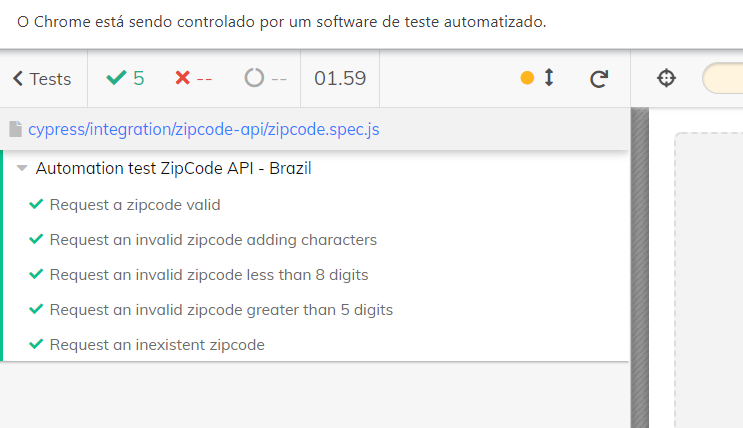 O Chrome está sendo controlado por um software de teste automatizado.
Tests 5 -- -- 01.59
cypress/integration/zipcode-api/zipcode.spec.js
Automation test ZipCode API - Brazil
Request a zipcode valid
Request an invalid zipcode adding characters
Request an invalid zipcode less than 8 digits
Request an invalid zipcode greater than 5 digits
Request an inexistent zipcode